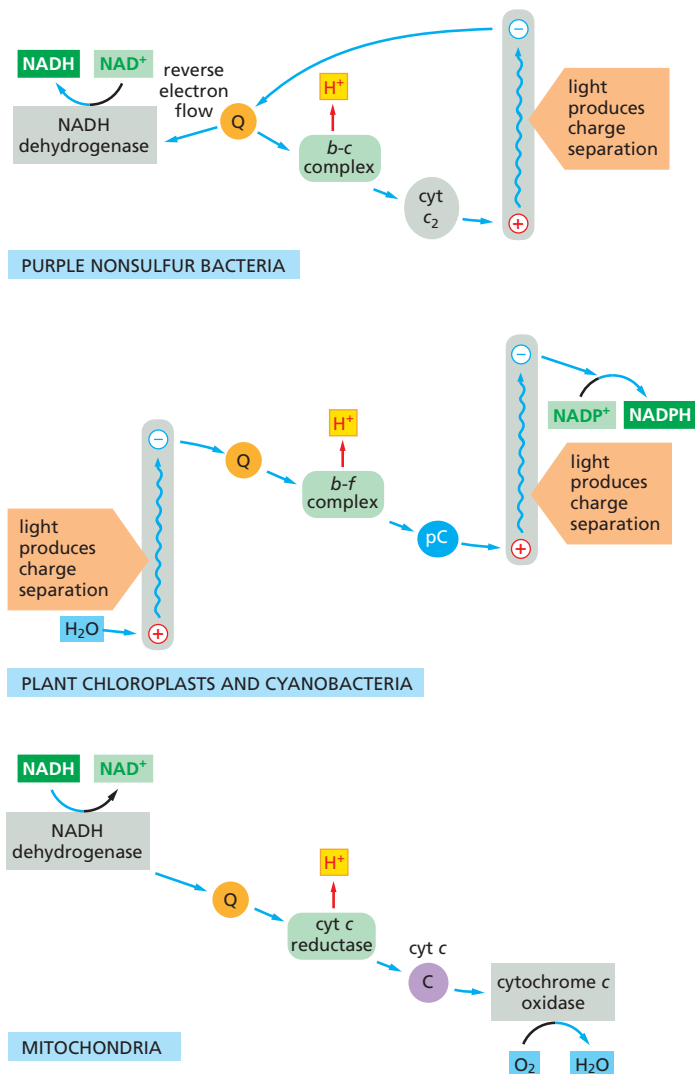 NADH
NAD+
reverse
electron
flow
H+
light
produces
charge
separation
NADH
dehydrogenase
Q
b-c
complex
cyt
c2
−
+
PURPLE NONSULFUR BACTERIA
−
NADP+
NADPH
H+
−
Q
b-f
complex
light
produces
charge
separation
light
produces
charge
separation
pC
+
H2O
+
PLANT CHLOROPLASTS AND CYANOBACTERIA
NADH
NAD+
NADH
dehydrogenase
H+
Q
cyt c
reductase
cyt c
C
cytochrome c
oxidase
MITOCHONDRIA
O2
H2O